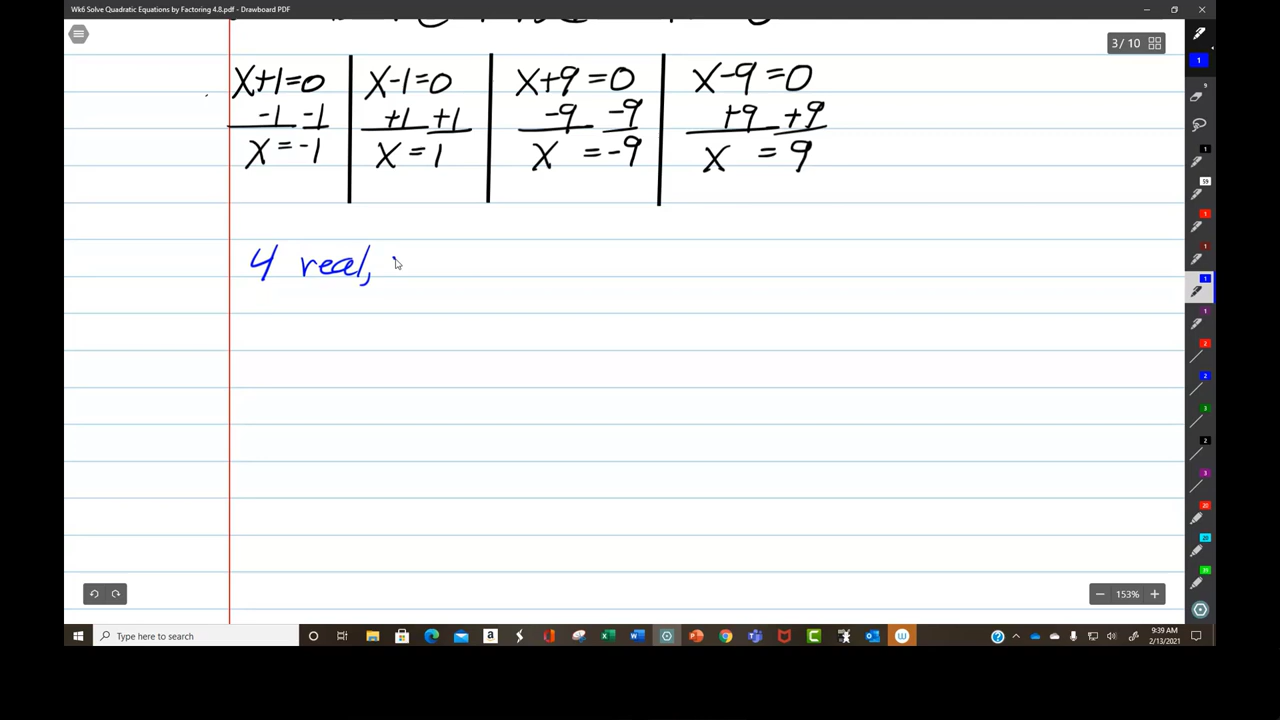 Wk6 Solve Quadratic Equations by Factoring 4.8.pdf - Drawboard PDF
3 / 10
x+1=0 x-1=0 x+9=0 x-9=0
-1 -1 +1 +1 -9 -9 +9 +9
x = -1 x = 1 x = -9 x = 9
4 real,
153%
Type here to search
9:39 AM
2/13/2021